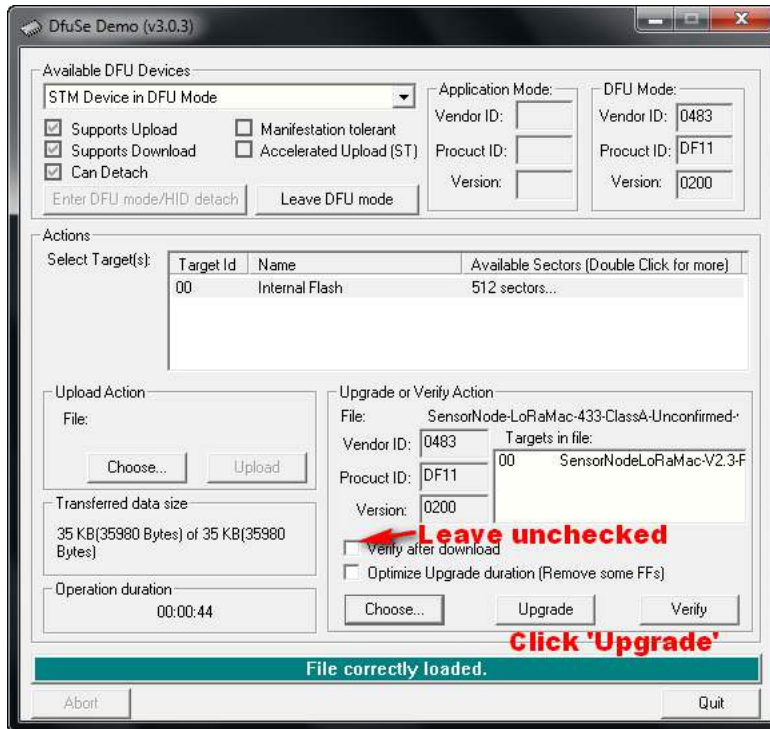 DfuSe Demo (v3.0.3)
Available DFU Devices
STM Device in DFU Mode
Supports Upload
Manifestation tolerant
Supports Download
Accelerated Upload (ST)
Can Detach
Enter DFU mode/HID detach
Leave DFU mode
Application Mode:
Vendor ID:
Procuct ID:
Version:
DFU Mode:
Vendor ID: 0483
Procuct ID: DF11
Version: 0200
Actions
Select Target(s):
Target Id Name Available Sectors (Double Click for more)
00 Internal Flash 512 sectors...
Upload Action
File:
Choose...
Upload
Transferred data size
35 KB(35980 Bytes) of 35 KB(35980
Bytes)
Operation duration
00:00:44
Upgrade or Verify Action
File: SensorNode-LoRaMac-433-ClassA-Unconfirmed-
Vendor ID: 0483
Procuct ID: DF11
Version: 0200
Targets in file:
00 SensorNodeLoRaMac-V2.3-F
Leave unchecked
Verify after download
Optimize Upgrade duration (Remove some FFs)
Choose...
Upgrade
Verify
Click 'Upgrade'
File correctly loaded.
Abort
Quit